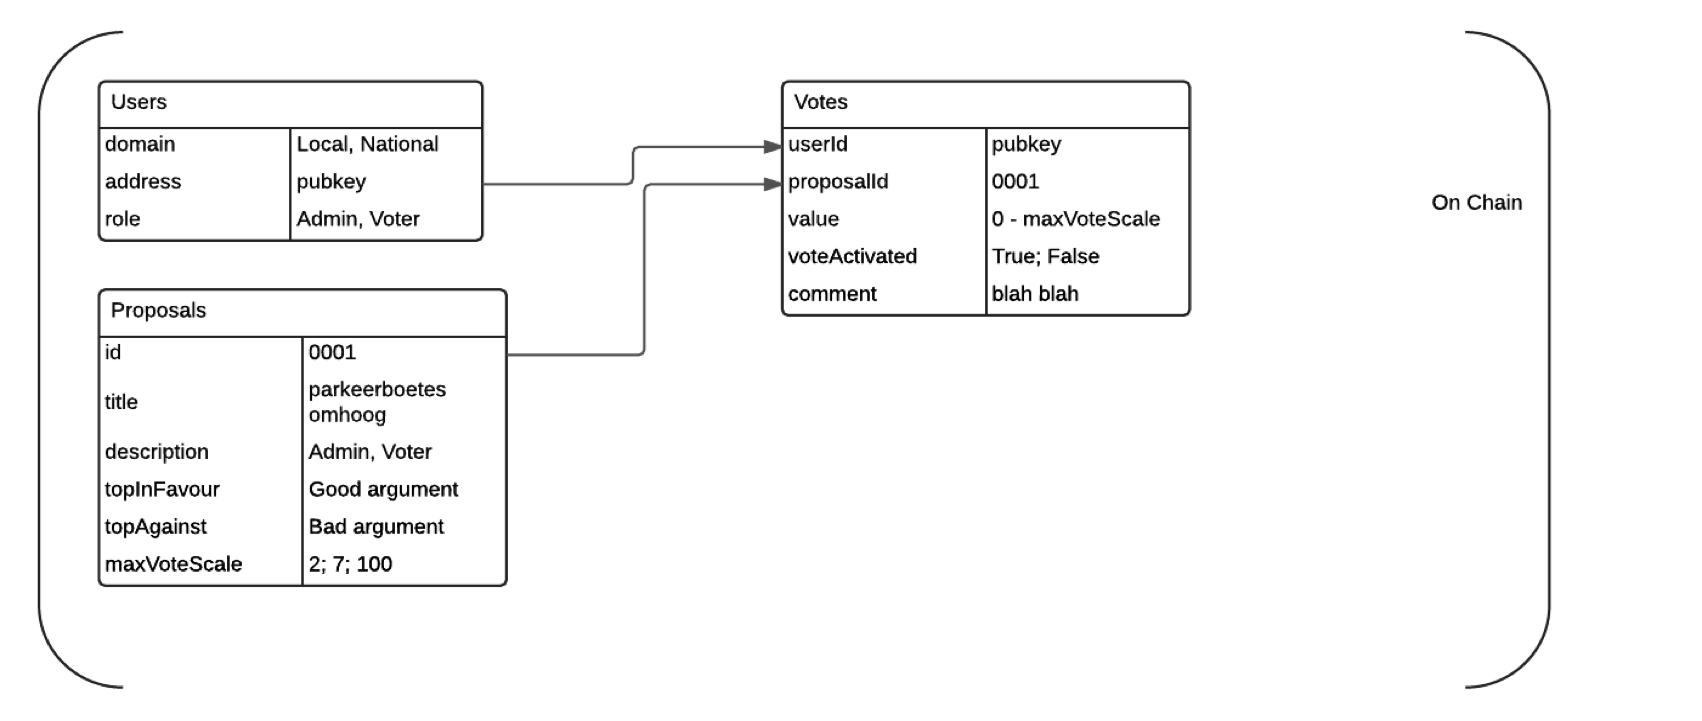 Users
domain Local, National
address pubkey
role Admin, Voter
Proposals
id 0001
title parkeerboetes
omhoog
description Admin, Voter
topInFavour Good argument
topAgainst Bad argument
maxVoteScale 2; 7; 100
Votes
userId pubkey
proposalId 0001
value 0 - maxVoteScale
voteActivated True; False
comment blah blah
On Chain